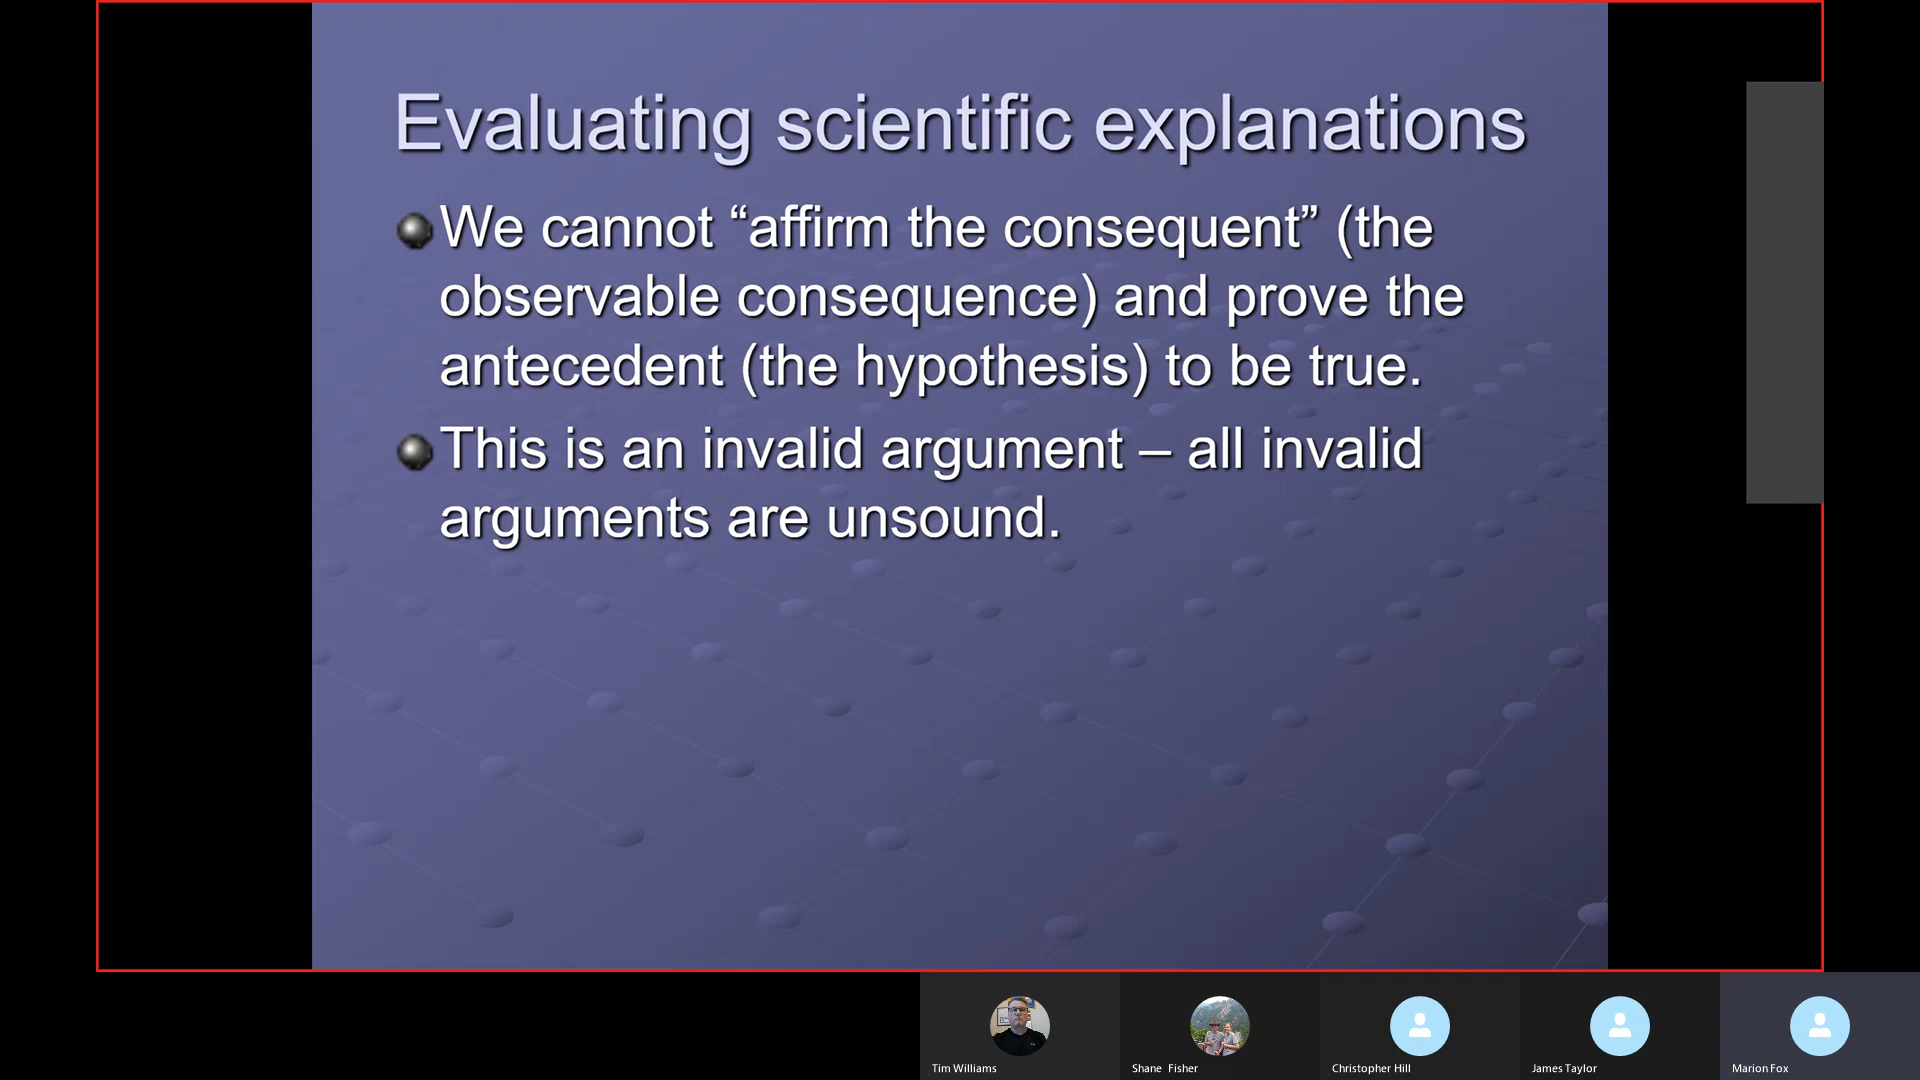 Evaluating scientific explanations
We cannot “affirm the consequent” (the
observable consequence) and prove the
antecedent (the hypothesis) to be true.
This is an invalid argument – all invalid
arguments are unsound.
Tim Williams
Shane Fisher
Christopher Hill
James Taylor
Marion Fox